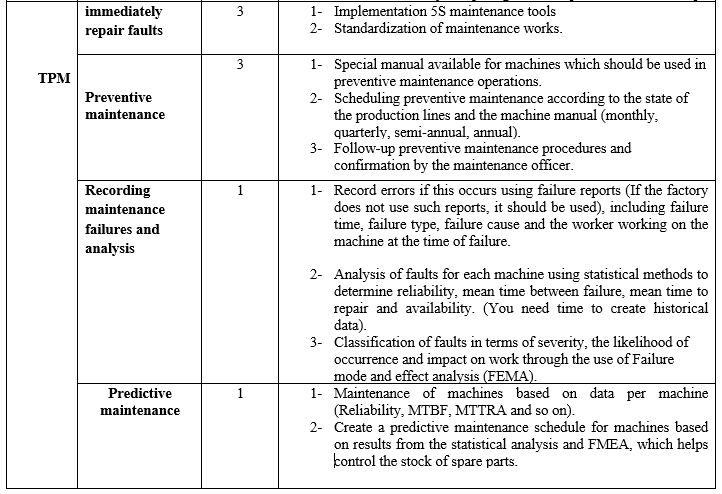 immediately
repair faults
3
1- Implementation 5S maintenance tools
2- Standardization of maintenance works.
TPM
Preventive
maintenance
3
1- Special manual available for machines which should be used in
preventive maintenance operations.
2- Scheduling preventive maintenance according to the state of
the production lines and the machine manual (monthly,
quarterly, semi-annual, annual).
3- Follow-up preventive maintenance procedures and
confirmation by the maintenance officer.
Recording
maintenance
failures and
analysis
1
1- Record errors if this occurs using failure reports (If the factory
does not use such reports, it should be used), including failure
time, failure type, failure cause and the worker working on the
machine at the time of failure.
2- Analysis of faults for each machine using statistical methods to
determine reliability, mean time between failure, mean time to
repair and availability. (You need time to create historical
data).
3- Classification of faults in terms of severity, the likelihood of
occurrence and impact on work through the use of Failure
mode and effect analysis (FEMA).
Predictive
maintenance
1
1- Maintenance of machines based on data per machine
(Reliability, MTBF, MTTRA and so on).
2- Create a predictive maintenance schedule for machines based
on results from the statistical analysis and FMEA, which helps
control the stock of spare parts.